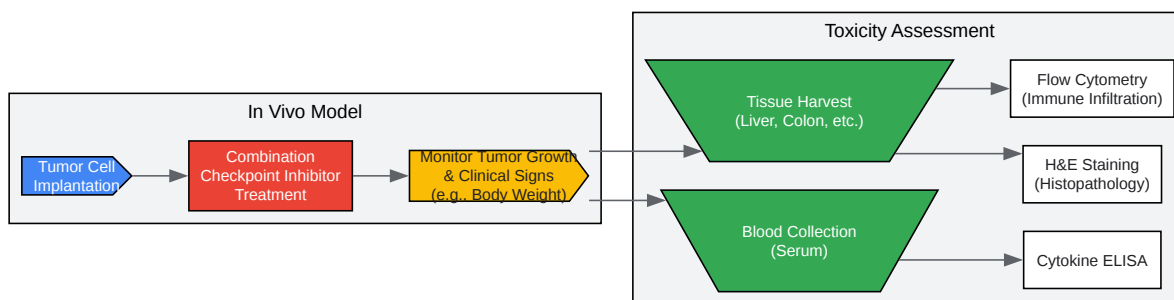 In Vivo Model
Tumor Cell
Implantation
Combination
Checkpoint Inhibitor
Treatment
Monitor Tumor Growth
& Clinical Signs
(e.g., Body Weight)
Toxicity Assessment
Tissue Harvest
(Liver, Colon, etc.)
Blood Collection
(Serum)
Flow Cytometry
(Immune Infiltration)
H&E Staining
(Histopathology)
Cytokine ELISA